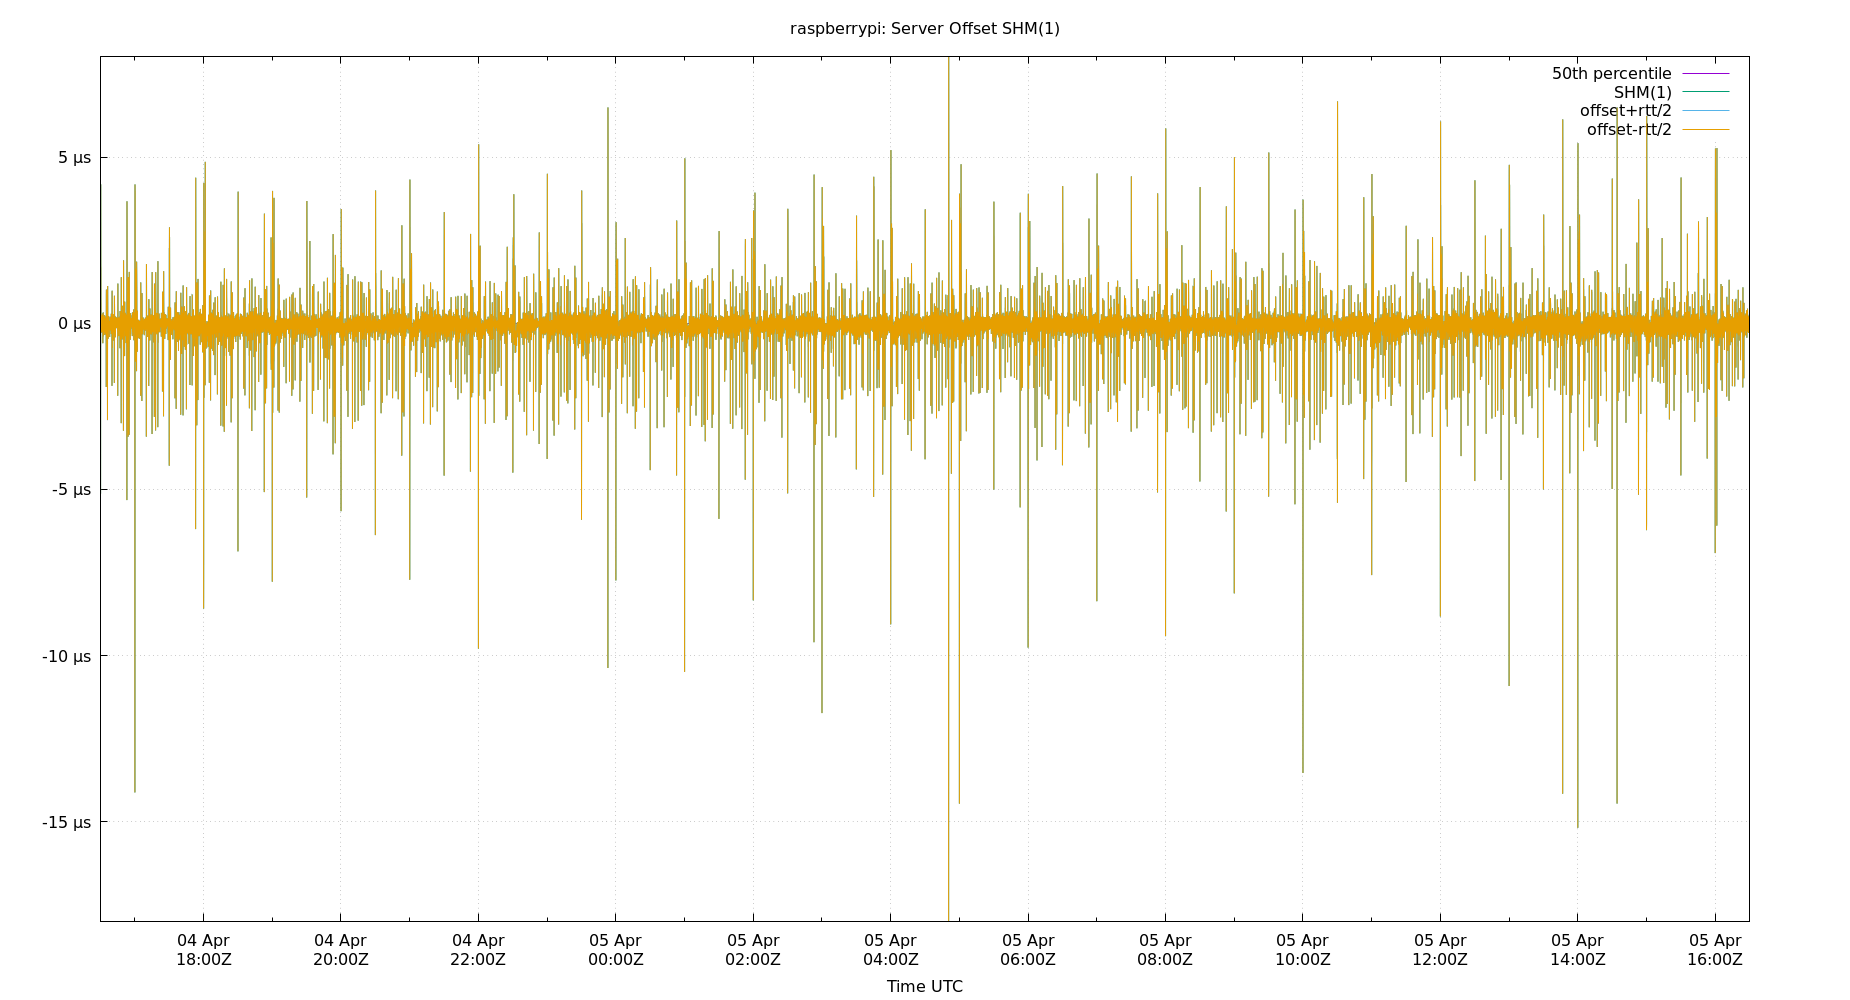 raspberrypi: Server Offset SHM(1)
50th percentile
SHM(1)
offset+rtt/2
offset-rtt/2
5 µs
0 µs
-5 µs
-10 µs
-15 µs
04 Apr 04 Apr 04 Apr 05 Apr 05 Apr 05 Apr 05 Apr 05 Apr 05 Apr 05 Apr 05 Apr 05 Apr
18:00Z 20:00Z 22:00Z 00:00Z 02:00Z 04:00Z 06:00Z 08:00Z 10:00Z 12:00Z 14:00Z 16:00Z
Time UTC